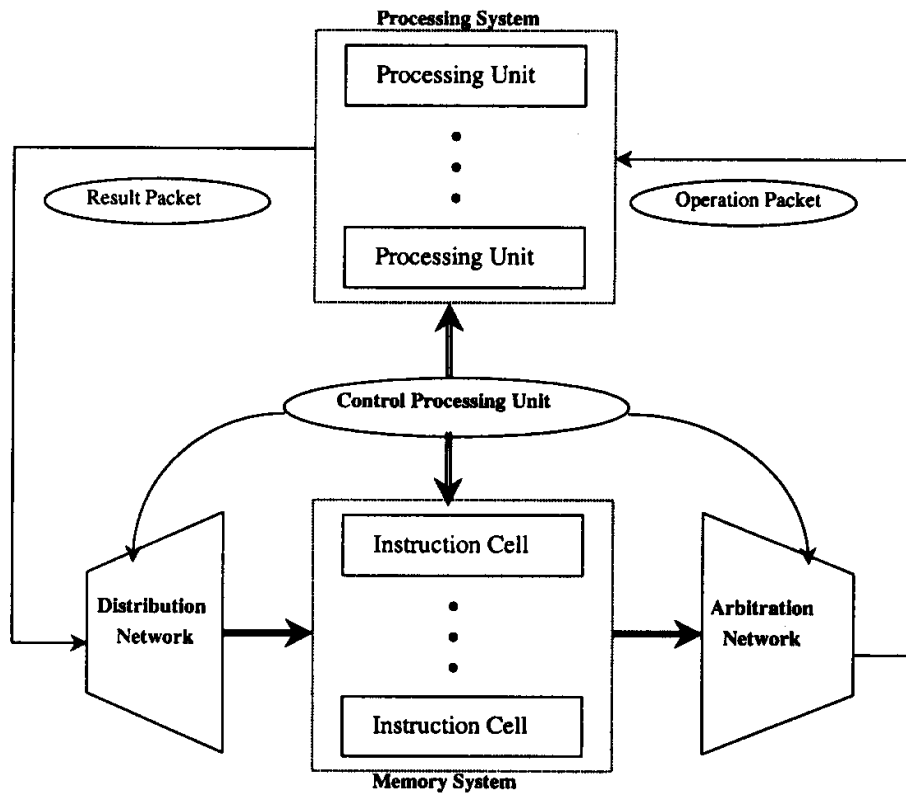 Processing System
Processing Unit
Result Packet
Operation Packet
Processing Unit
Control Processing Unit
Instruction Cell
Distribution
Network
Arbitration
Network
Instruction Cell
Memory System